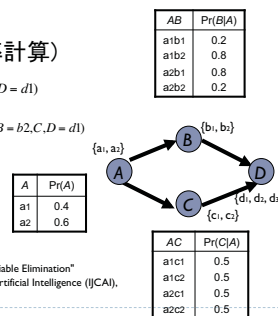 AB Pr(B|A)
a1b1 0.2
a1b2 0.8
a2b1 0.8
a2b2 0.2
率計算）
D = d1)
B = b2,C,D = d1)
{a₁, a₂}
{b₁, b₂}
A
B
C
D
{c₁, c₂}
{d₁, d₂, d₃
A Pr(A)
a1 0.4
a2 0.6
AC Pr(C|A)
a1c1 0.5
a1c2 0.5
a2c1 0.5
a2c2 0.5
iable Elimination"
rtificial Intelligence (IJCAI),